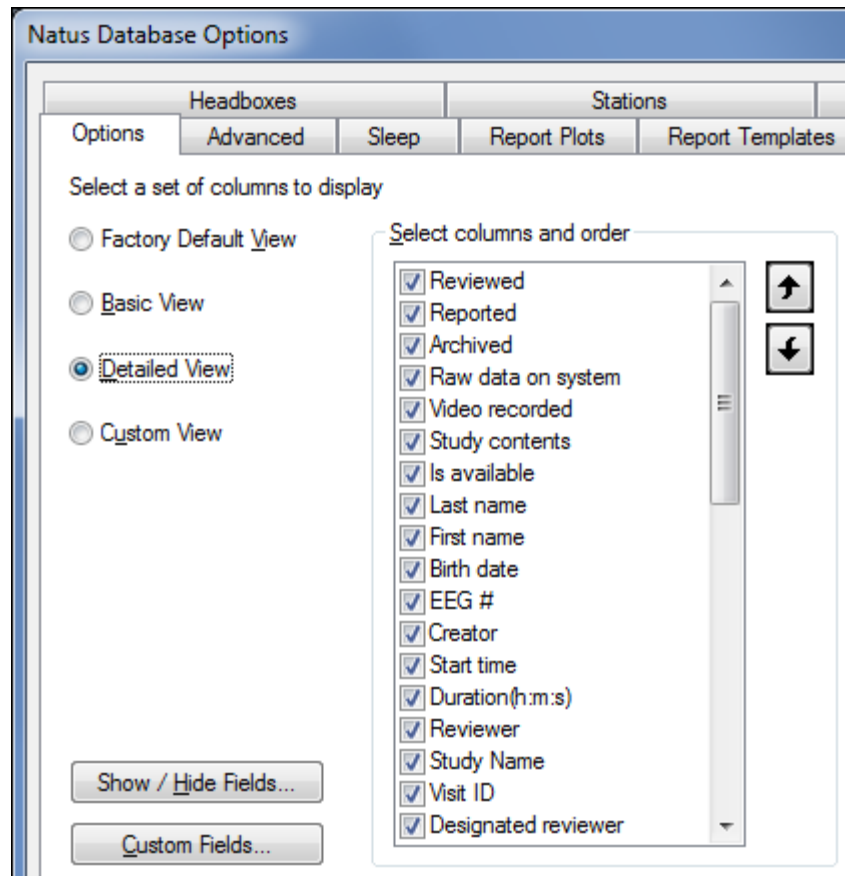 Natus Database Options
Headboxes Stations
Options Advanced Sleep Report Plots Report Templates
Select a set of columns to display
Factory Default View
Basic View
Detailed View
Custom View
Select columns and order
Reviewed
Reported
Archived
Raw data on system
Video recorded
Study contents
Is available
Last name
First name
Birth date
EEG #
Creator
Start time
Duration(h:m:s)
Reviewer
Study Name
Visit ID
Designated reviewer
Show / Hide Fields...
Custom Fields...